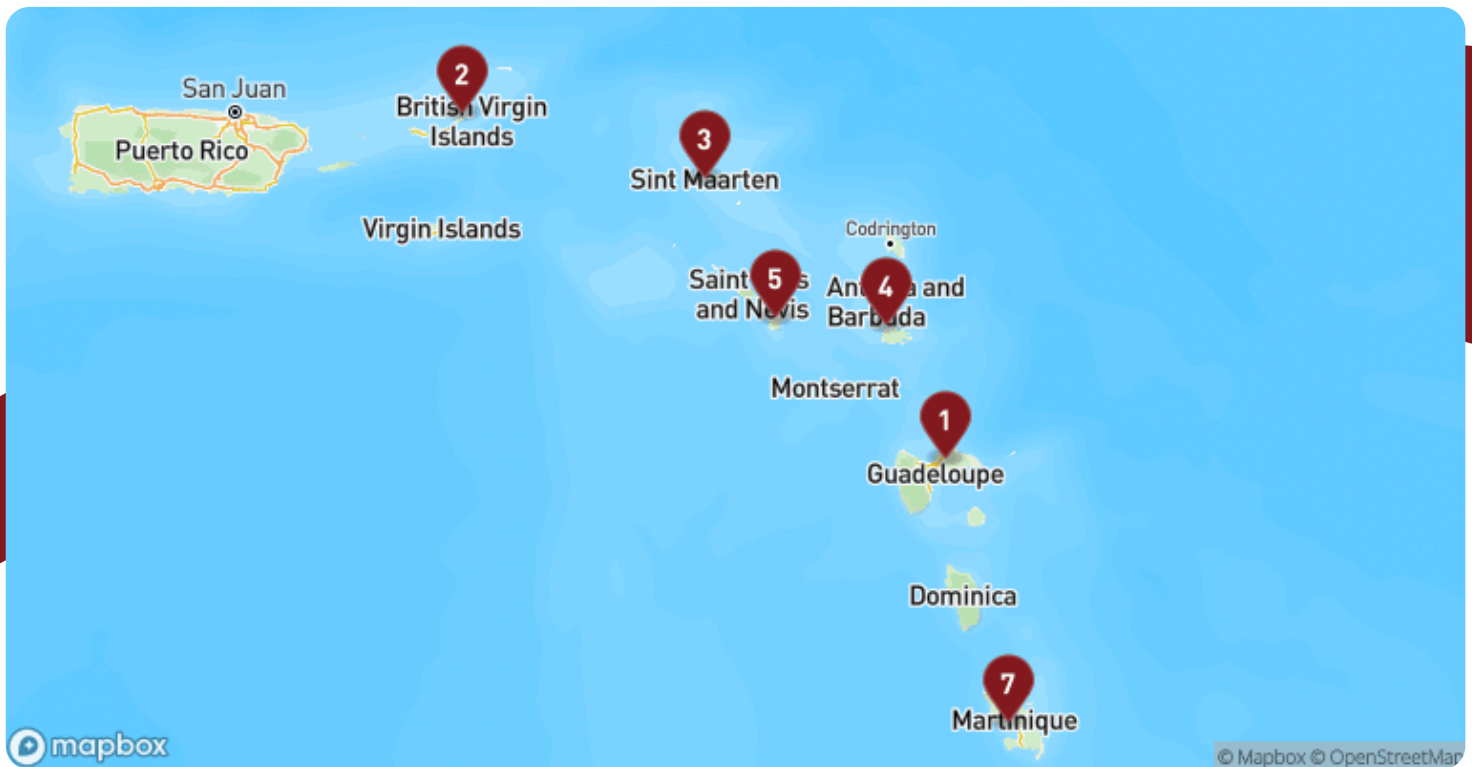 2
San Juan
British Virgin
Islands
Puerto Rico
3
Sint Maarten
Virgin Islands
Codrington
5
Saint
and Nevis
4
and
Barbuda
Montserrat
1
Guadeloupe
Dominica
7
Martinique
mapbox
© Mapbox © OpenStreetMap